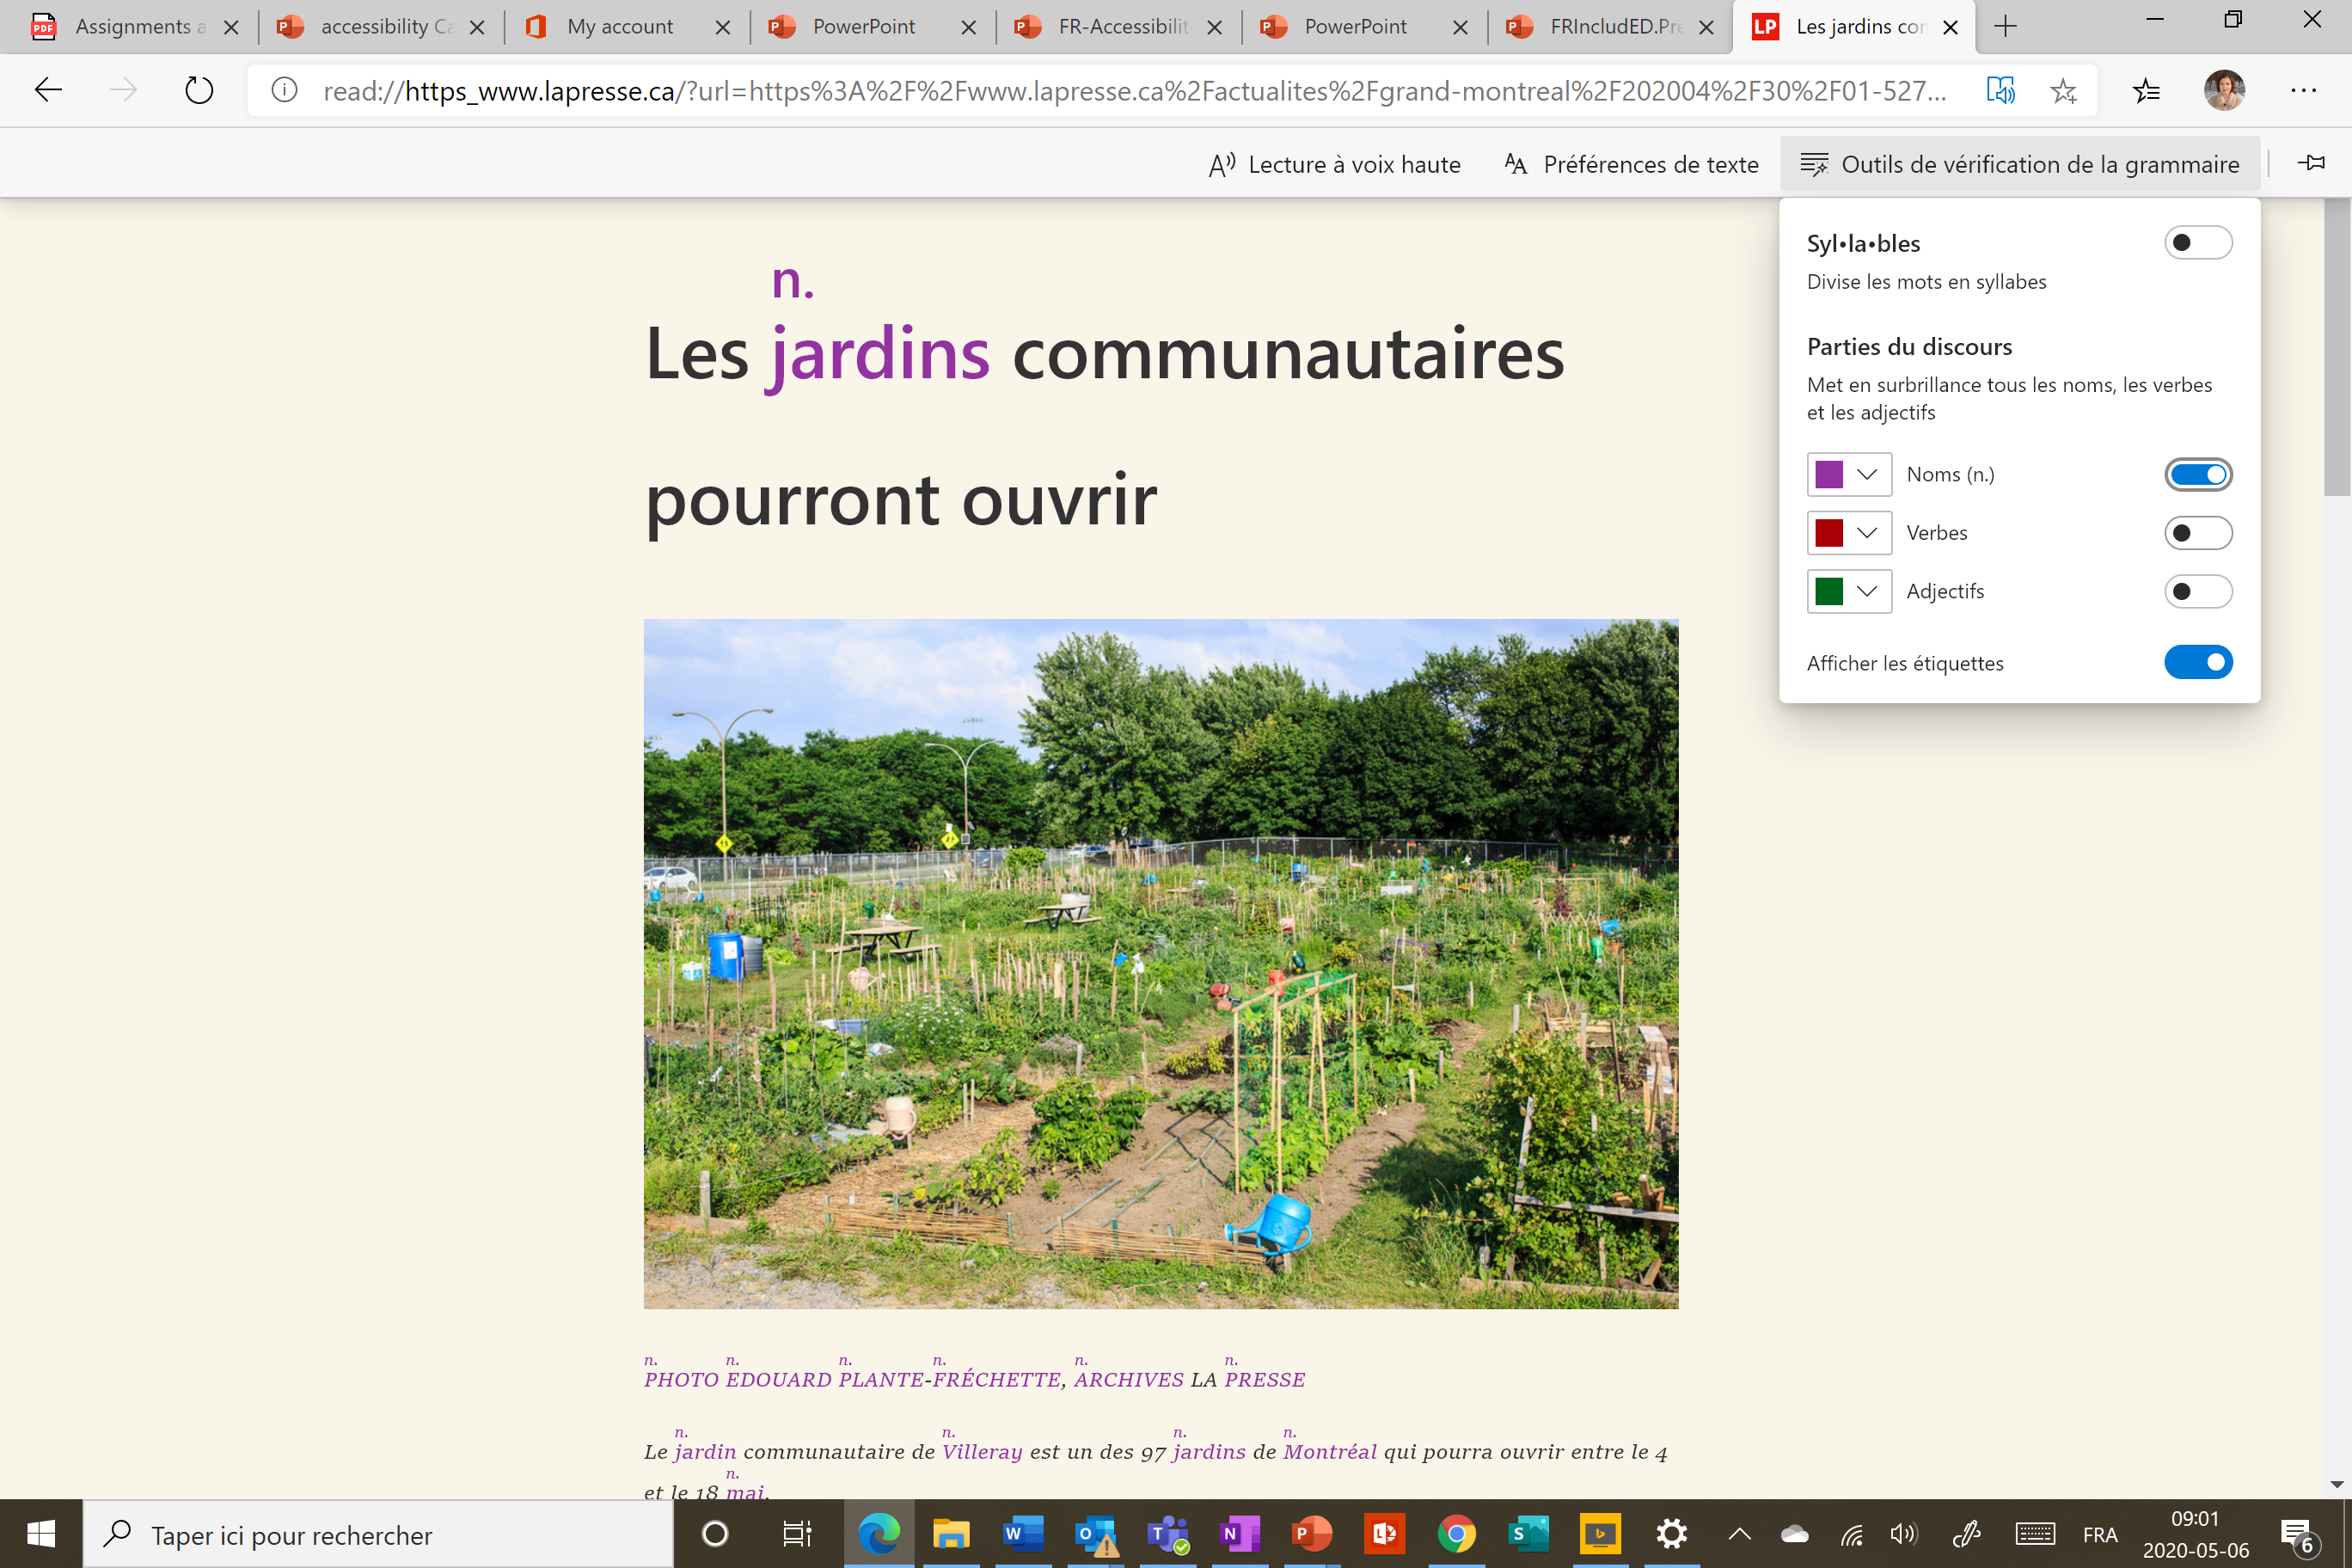 Assignments a
accessibility Ca
My account
PowerPoint
FR-Accessibilit
PowerPoint
FRIncludED.Pre
LP Les jardins con
read://https_www.lapresse.ca/?url=https%3A%2F%2Fwww.lapresse.ca%2Factualites%2Fgrand-montreal%2F202004%2F30%2F01-527...
Lecture à voix haute
Préférences de texte
Outils de vérification de la grammaire
Syl•la•bles
Divise les mots en syllabes
Parties du discours
Met en surbrillance tous les noms, les verbes
et les adjectifs
Noms (n.)
Verbes
Adjectifs
Afficher les étiquettes
n.
Les jardins communautaires
pourront ouvrir
n. n. n. n. n. n.
PHOTO EDOUARD PLANTE-FRÉCHETTE, ARCHIVES LA PRESSE
n. n. n. n.
Le jardin communautaire de Villeray est un des 97 jardins de Montréal qui pourra ouvrir entre le 4
n.
et le 18 mai.
Taper ici pour rechercher
FRA
09:01
2020-05-06
6